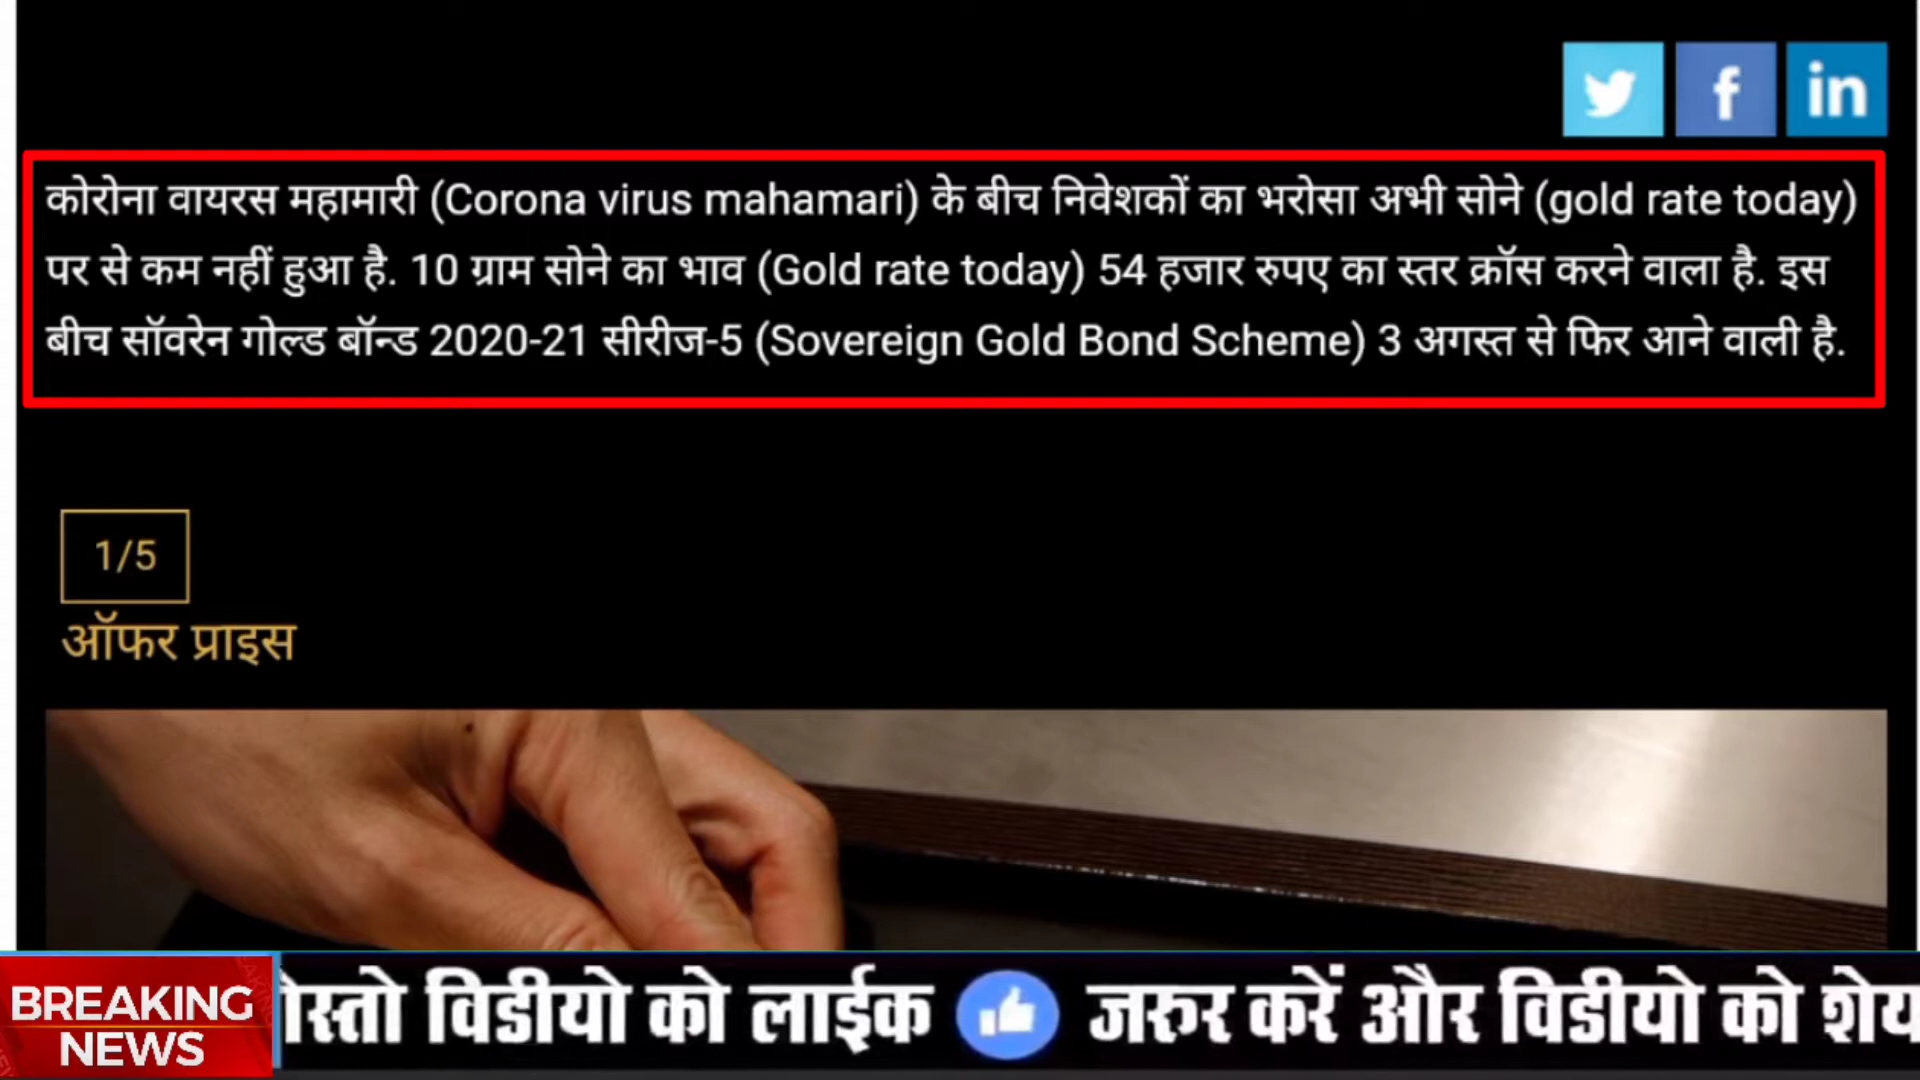 कोरोना वायरस महामारी (Corona virus mahamari) के बीच निवेशकों का भरोसा अभी सोने (gold rate today)
पर से कम नहीं हुआ है. 10 ग्राम सोने का भाव (Gold rate today) 54 हजार रुपए का स्तर क्रॉस करने वाला है. इस
बीच सॉवरेन गोल्ड बॉन्ड 2020-21 सीरीज-5 (Sovereign Gold Bond Scheme) 3 अगस्त से फिर आने वाली है.
1/5
ऑफर प्राइस
BREAKING
NEWS
विडीयो को लाईक जरुर करें और विडीयो को